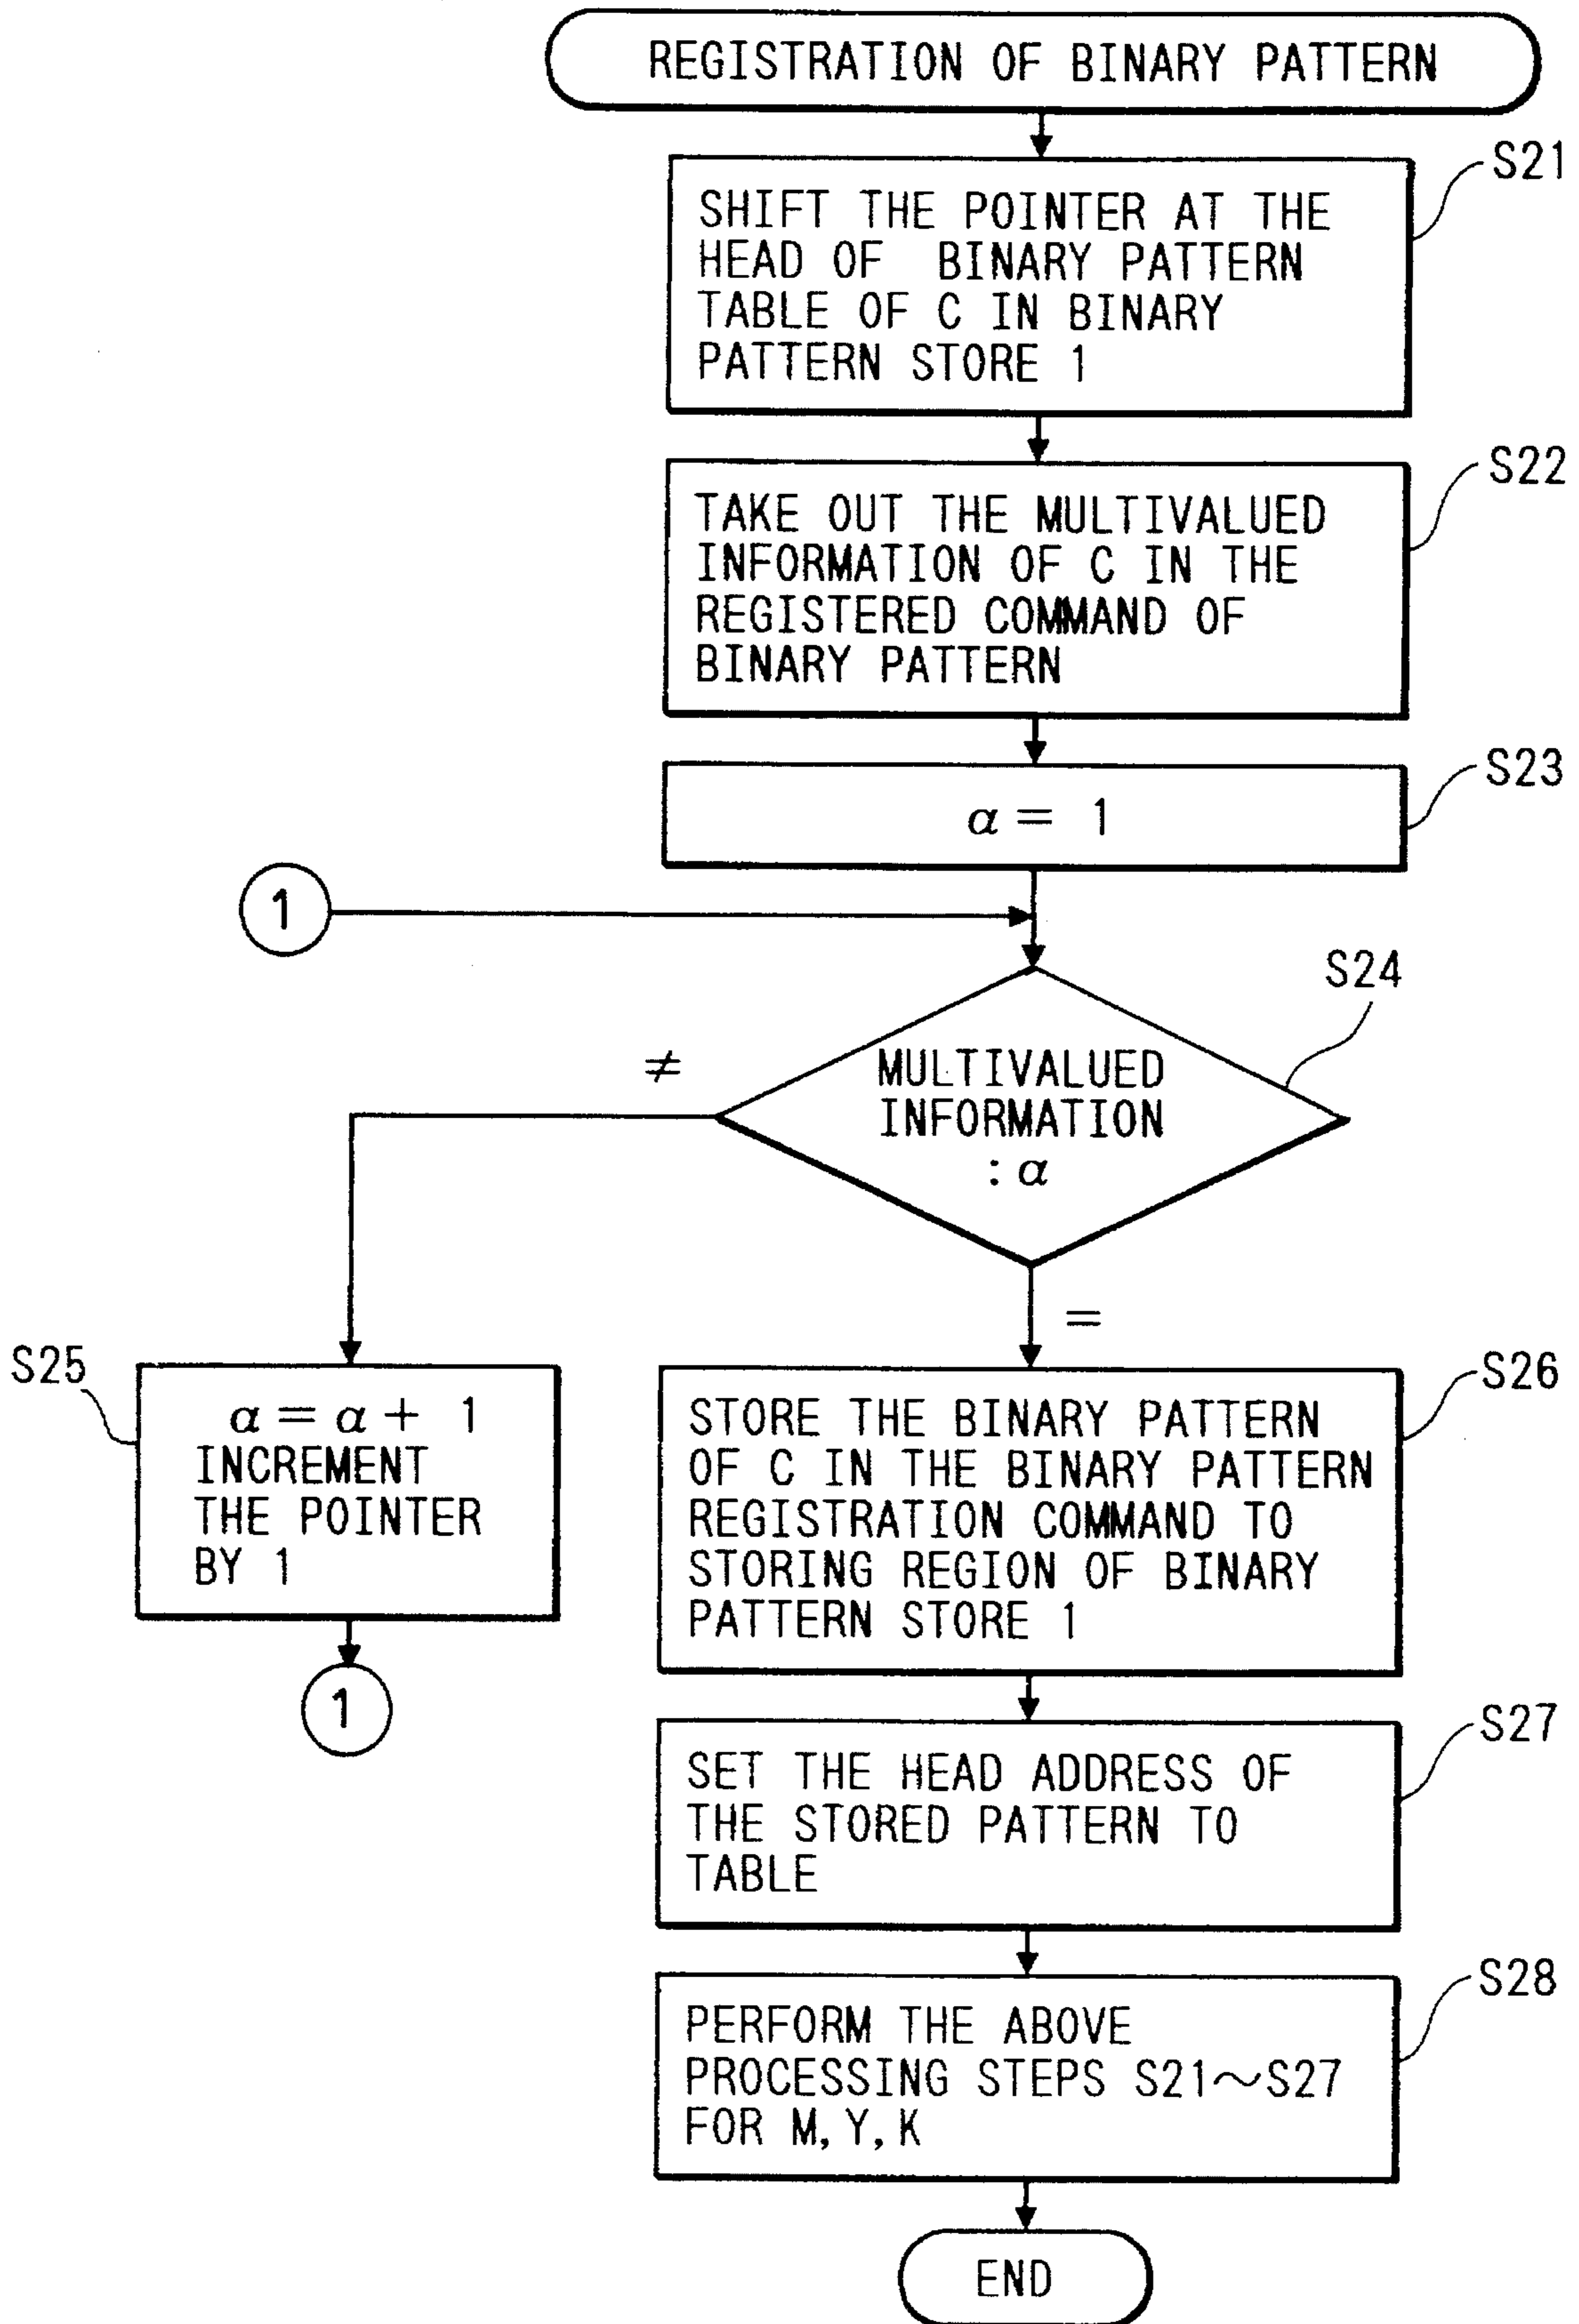 REGISTRATION OF BINARY PATTERN
S21
SHIFT THE POINTER AT THE
HEAD OF BINARY PATTERN
TABLE OF C IN BINARY
PATTERN STORE 1
S22
TAKE OUT THE MULTIVALUED
INFORMATION OF C IN THE
REGISTERED COMMAND OF
BINARY PATTERN
S23
α = 1
1
S24
≠
MULTIVALUED
INFORMATION
: α
=
S25
α = α + 1
INCREMENT
THE POINTER
BY 1
1
S26
STORE THE BINARY PATTERN
OF C IN THE BINARY PATTERN
REGISTRATION COMMAND TO
STORING REGION OF BINARY
PATTERN STORE 1
S27
SET THE HEAD ADDRESS OF
THE STORED PATTERN TO
TABLE
S28
PERFORM THE ABOVE
PROCESSING STEPS S21~S27
FOR M, Y, K
END